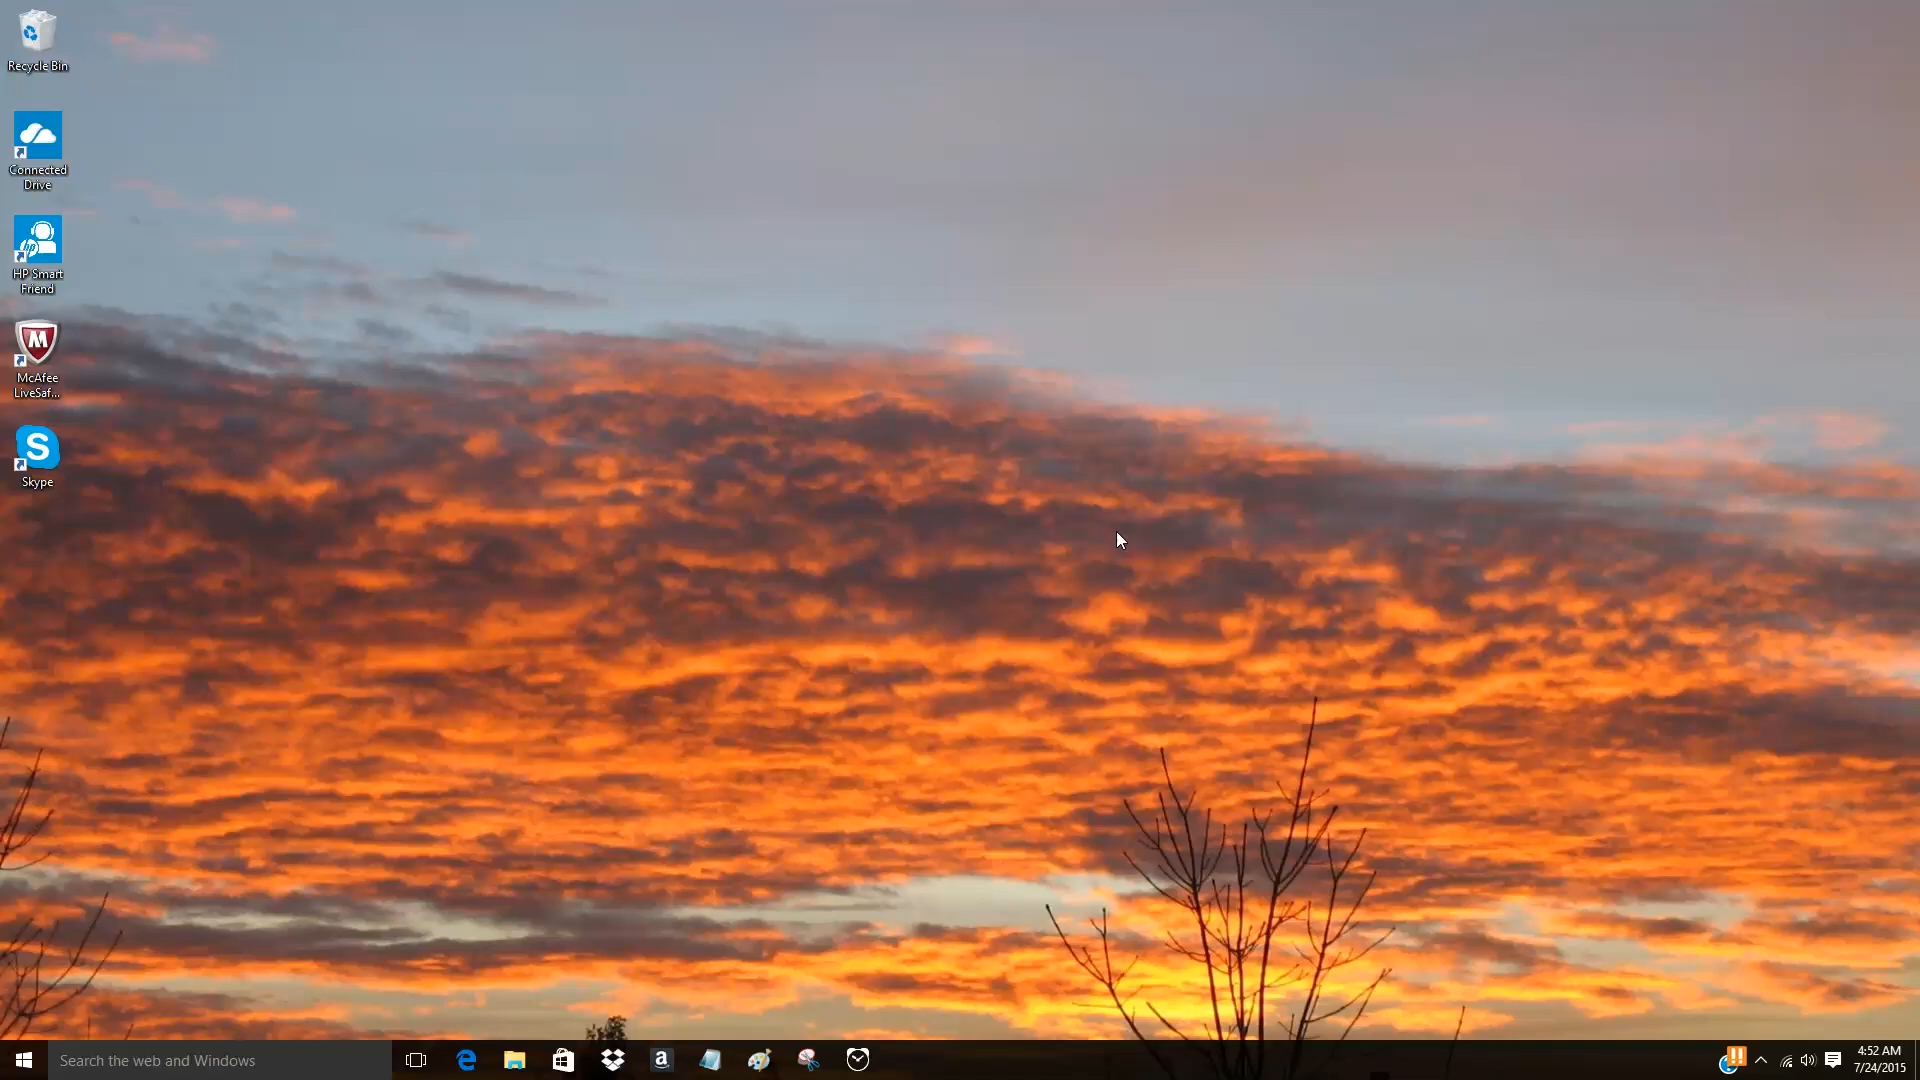 Recycle Bin
Connected
Drive
hp
HP Smart
Friend
M
McAfee
LiveSaf...
S
Skype
Search the web and Windows
e
a
4:52 AM
7/24/2015